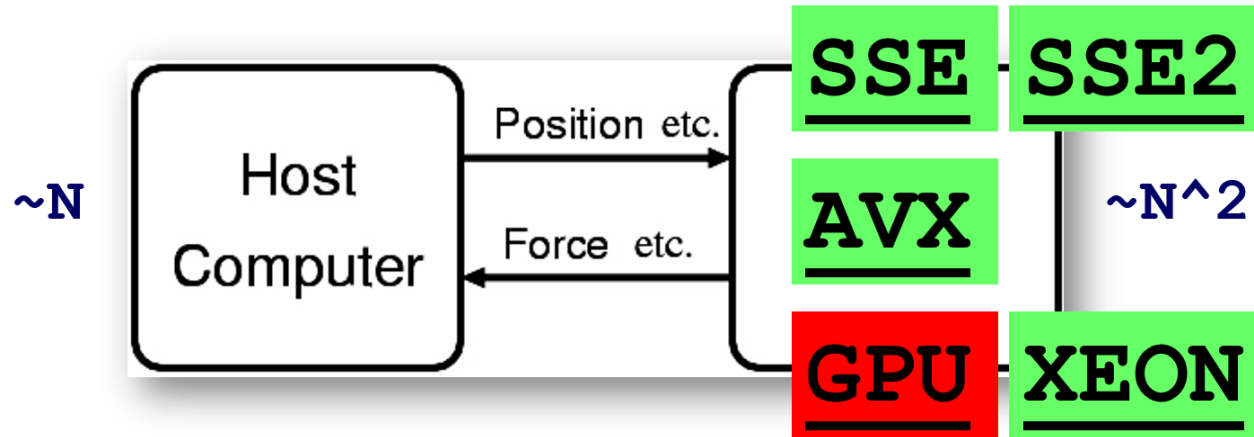 SSE SSE2
Position etc.
Host
Computer
~N
AVX
~N^2
Force etc.
GPU XEON